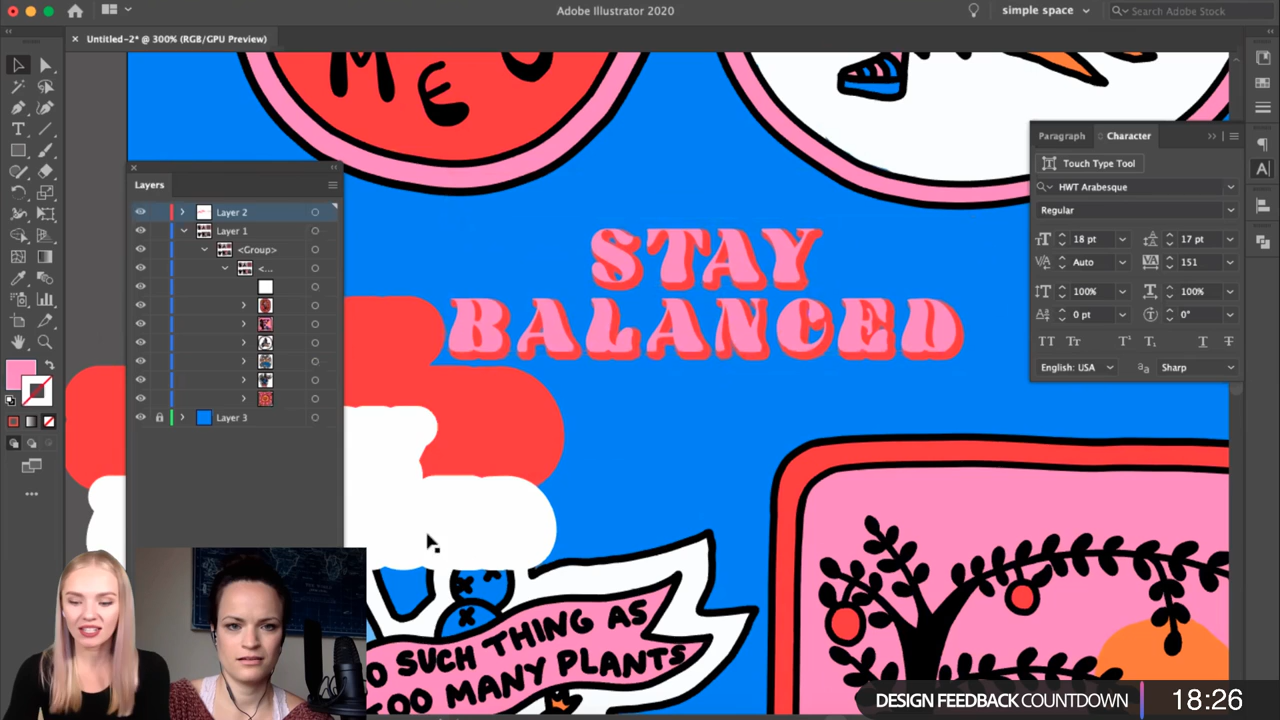 Adobe Illustrator 2020
simple space
Search Adobe Stock
Untitled-2* @ 300% (RGB/GPU Preview)
ME
Layers
Layer 2
Layer 1
<Group>
<...
Layer 3
STAY
BALANCED
Paragraph
Character
Touch Type Tool
HWT Arabesque
Regular
18 pt
17 pt
Auto
151
100%
100%
0 pt
0°
English: USA
Sharp
SUCH THING AS
TOO MANY PLANTS
DESIGN FEEDBACK COUNTDOWN
18:26